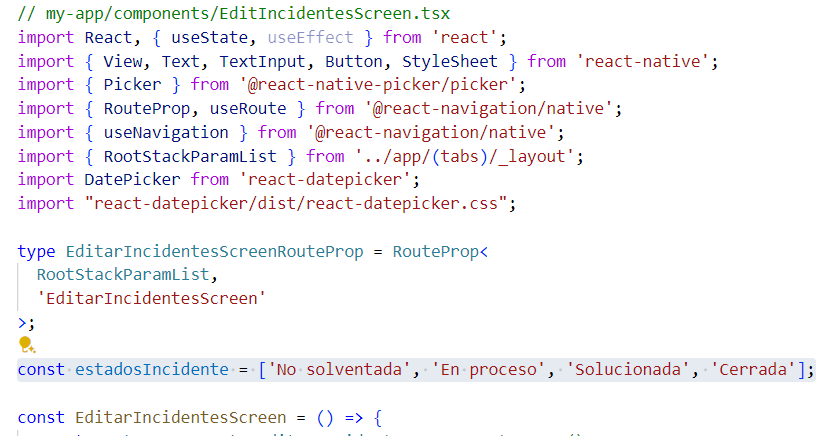 // my-app/components/EditIncidentesScreen.tsx
import React, { useState, useEffect } from 'react';
import { View, Text, TextInput, Button, StyleSheet } from 'react-native';
import { Picker } from '@react-native-picker/picker';
import { RouteProp, useRoute } from '@react-navigation/native';
import { useNavigation } from '@react-navigation/native';
import { RootStackParamList } from '../app/(tabs)/_layout';
import DatePicker from 'react-datepicker';
import "react-datepicker/dist/react-datepicker.css";
type EditarIncidentesScreenRouteProp = RouteProp<
RootStackParamList,
'EditarIncidentesScreen'
>;
const estadosIncidente = ['No solventada', 'En proceso', 'Solucionada', 'Cerrada'];
const EditarIncidentesScreen = () => {